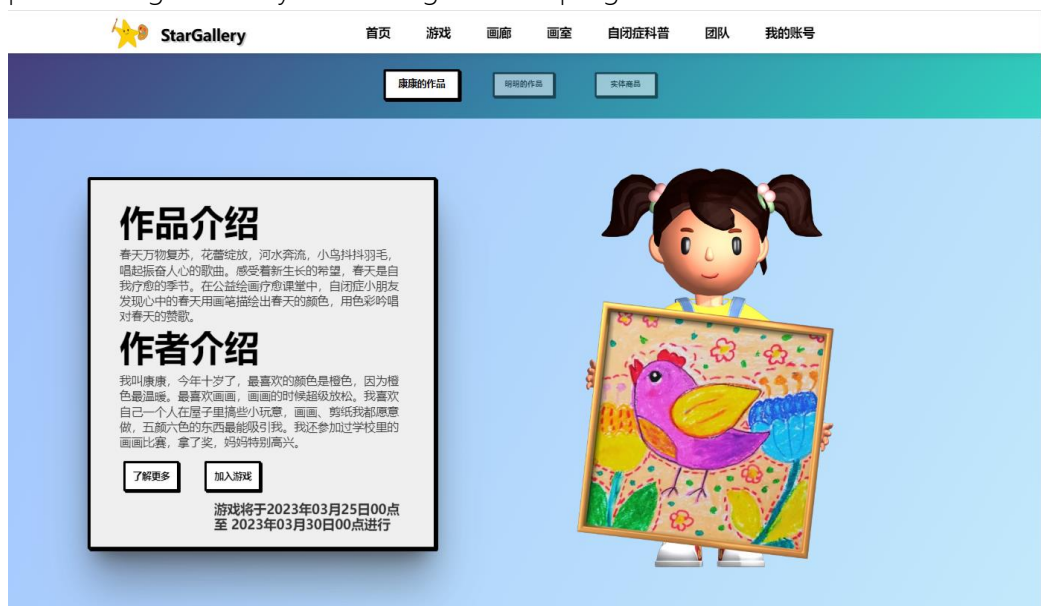 StarGallery
首页 游戏 画廊 画室 自闭症科普 团队 我的账号
康康的作品 明明的作品 实体商品
作品介绍
春天万物复苏，花蕾绽放，河水奔流，小鸟抖抖羽毛，
唱起振奋人心的歌曲。感受着新生长的希望，春天是自
我疗愈的季节。在公益绘画疗愈课堂中，自闭症小朋友
发现心中的春天用画笔描绘出春天的颜色，用色彩吟唱
对春天的赞歌。
作者介绍
我叫康康，今年十岁了，最喜欢的颜色是橙色，因为橙
色最温暖。最喜欢画画，画画的时候超级放松。我喜欢
自己一个人在屋子里搞些小玩意，画画、剪纸我都愿意
做，五颜六色的东西最能吸引我。我还参加过学校里的
画画比赛，拿了奖，妈妈特别高兴。
了解更多 加入游戏
游戏将于2023年03月25日00点
至 2023年03月30日00点进行